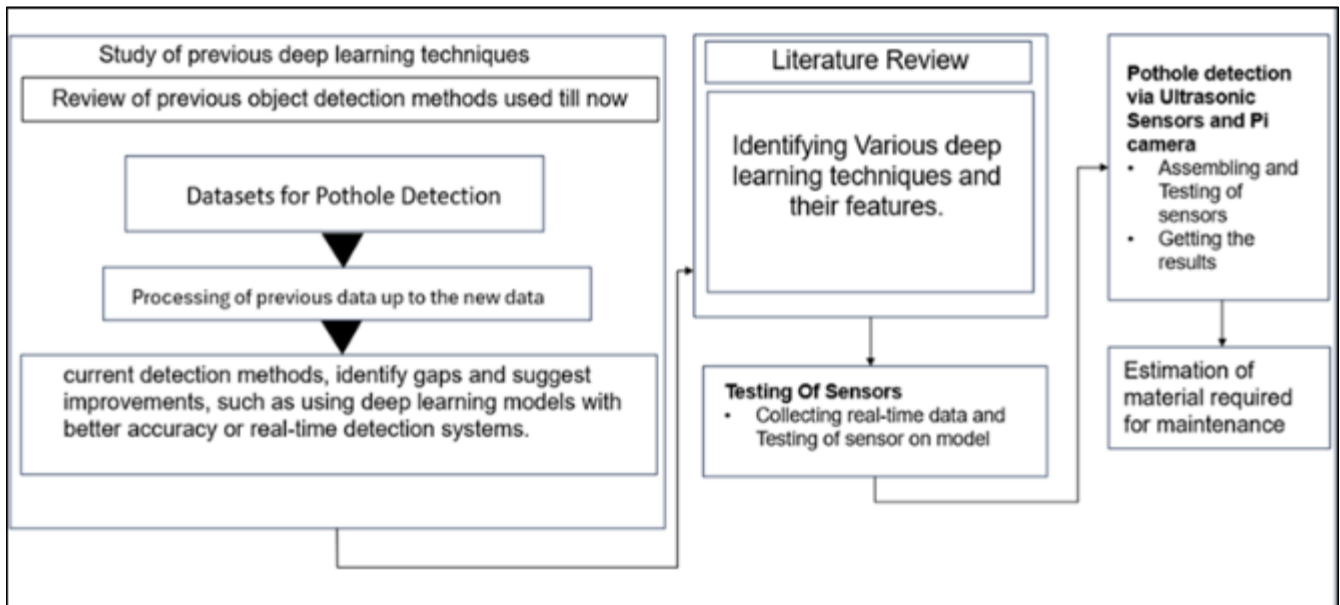 Study of previous deep learning techniques
Review of previous object detection methods used till now
Datasets for Pothole Detection
Processing of previous data up to the new data
current detection methods, identify gaps and suggest
improvements, such as using deep learning models with
better accuracy or real-time detection systems.
Literature Review
Identifying Various deep
learning techniques and
their features.
Testing Of Sensors
• Collecting real-time data and
Testing of sensor on model
Pothole detection
via Ultrasonic
Sensors and Pi
camera
• Assembling and
Testing of
sensors
• Getting the
results
Estimation of
material required
for maintenance